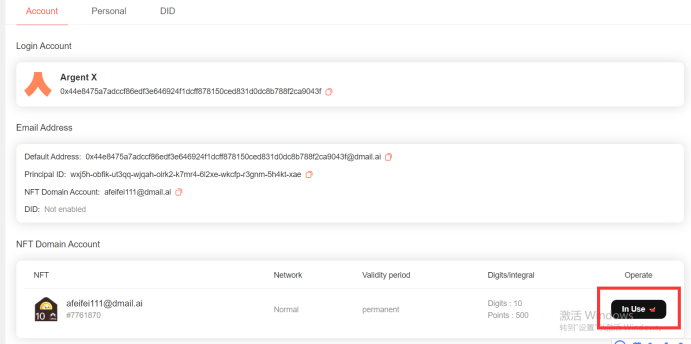 Account Personal DID
Login Account
Argent X
0x44e8475a7adccf86edf3e646924f1dcff878150ced831d0dc8b788f2ca9043f
Email Address
Default Address: 0x44e8475a7adccf86edf3e646924f1dcff878150ced831d0dc8b788f2ca9043f@dmail.ai
Principal ID: wxj5h-obfik-ut3qq-wjqah-olrk2-k7mr4-6l2xe-wkcfp-r3gnm-5h4kt-xae
NFT Domain Account: afeifei111@dmail.ai
DID: Not enabled
NFT Domain Account
NFT Network Validity period Digits/Integral Operate
10
afeifei111@dmail.ai
#7761870
Normal
permanent
Digits : 10
Points : 500
In Use
激活 Windows
转到"设置"以激活 Windows。